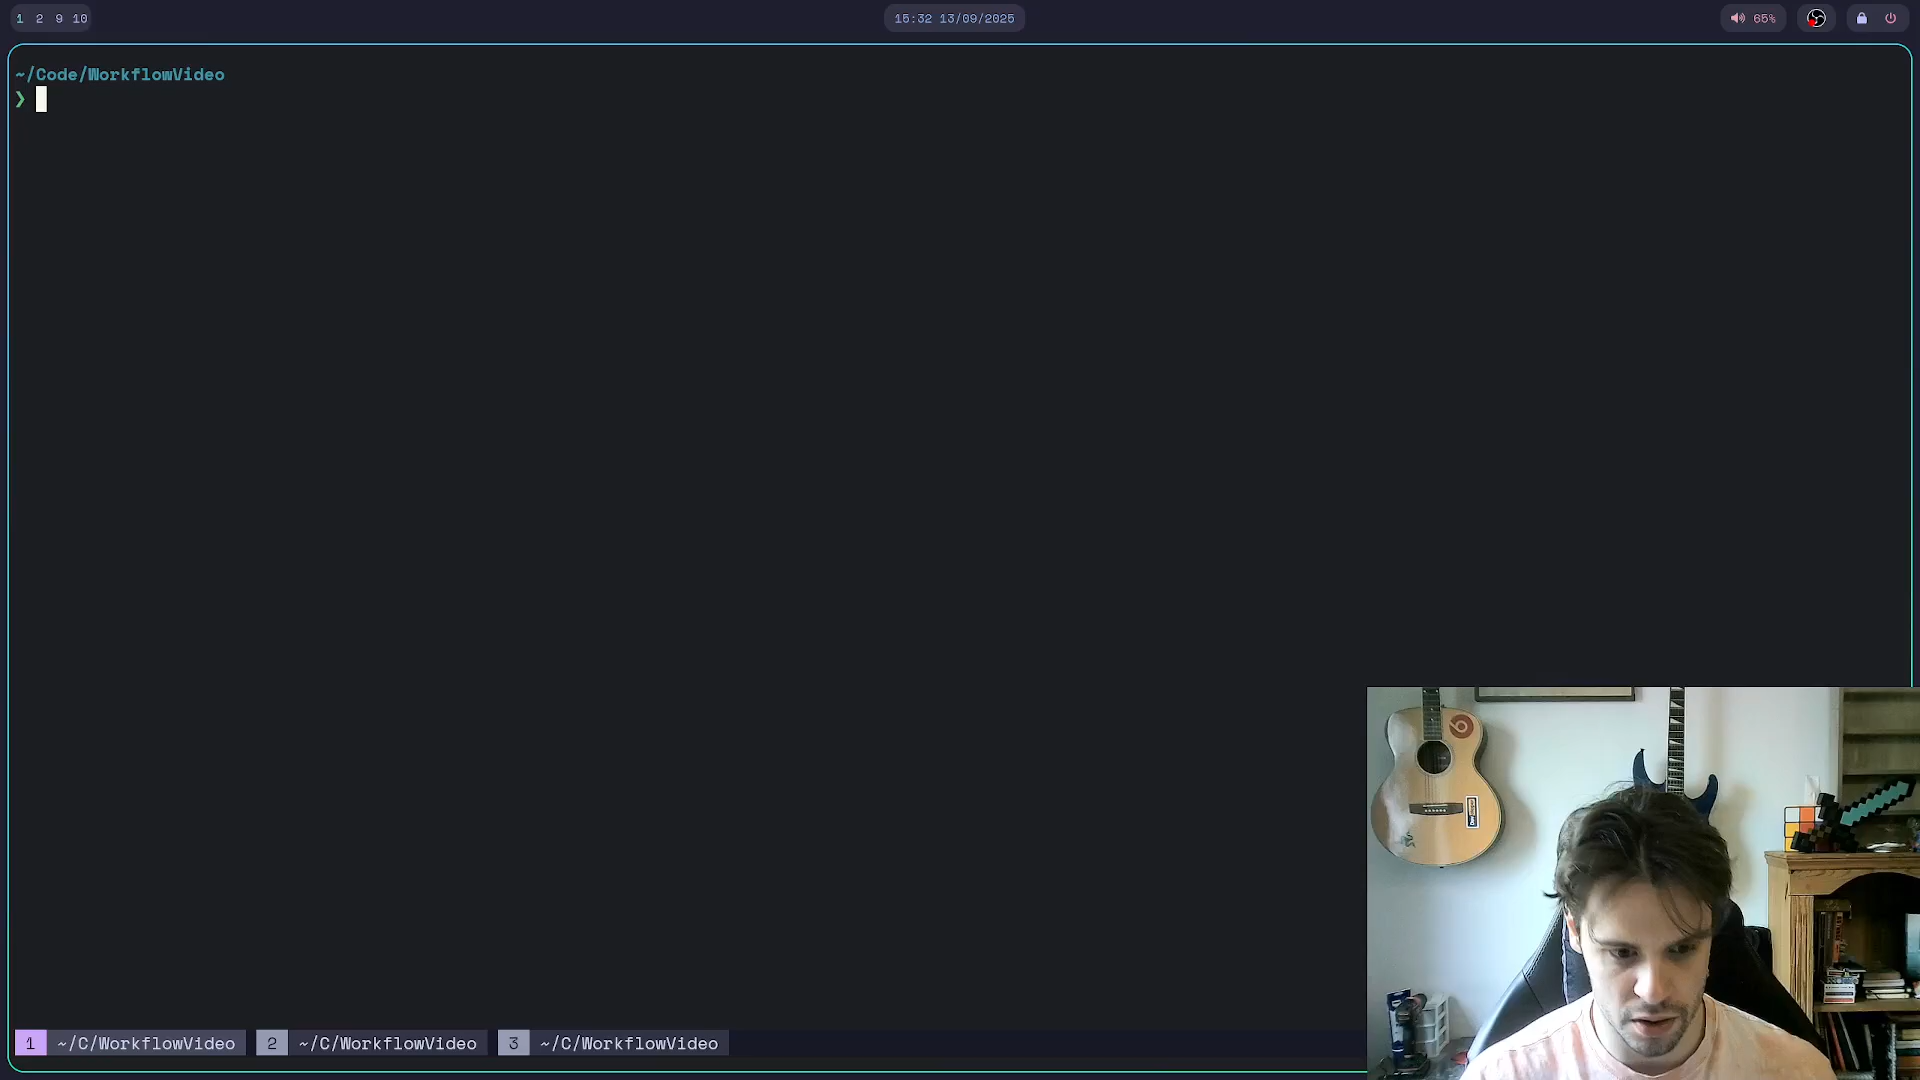 1 2 9 10
15:32 13/09/2025
65%
~/Code/WorkflowVideo
❯
1 ~/C/WorkflowVideo 2 ~/C/WorkflowVideo 3 ~/C/WorkflowVideo